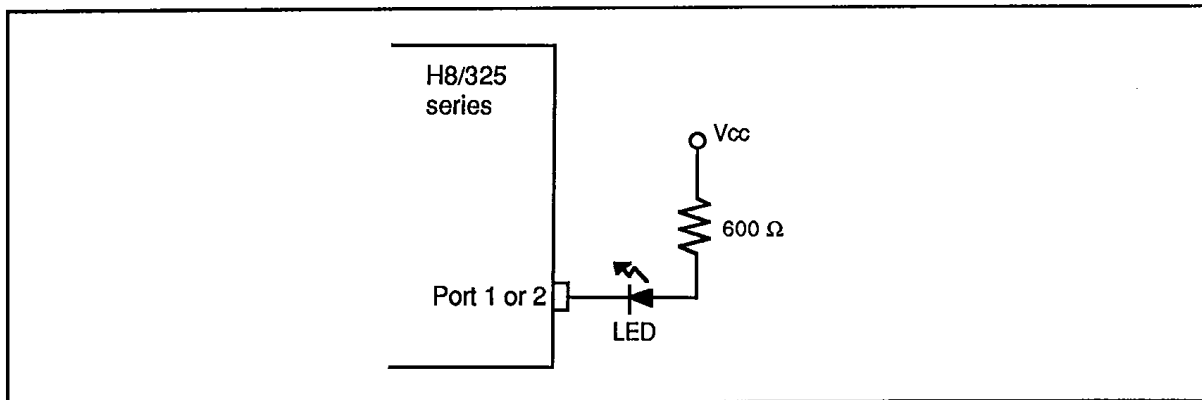 H8/325
series
Vcc
600 Ω
Port 1 or 2
LED